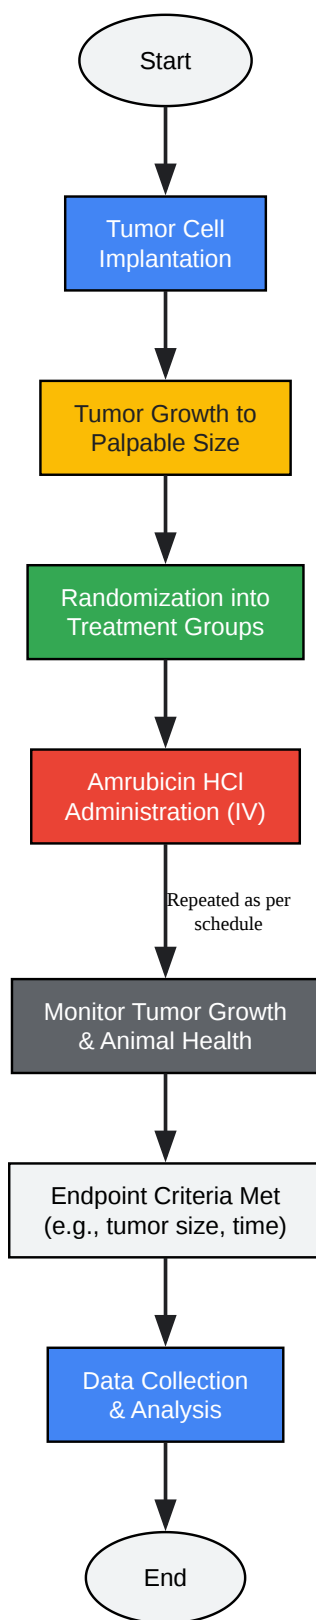 Start
Tumor Cell
Implantation
Tumor Growth to
Palpable Size
Randomization into
Treatment Groups
Amrubicin HCl
Administration (IV)
Repeated as per
schedule
Monitor Tumor Growth
& Animal Health
Endpoint Criteria Met
(e.g., tumor size, time)
Data Collection
& Analysis
End